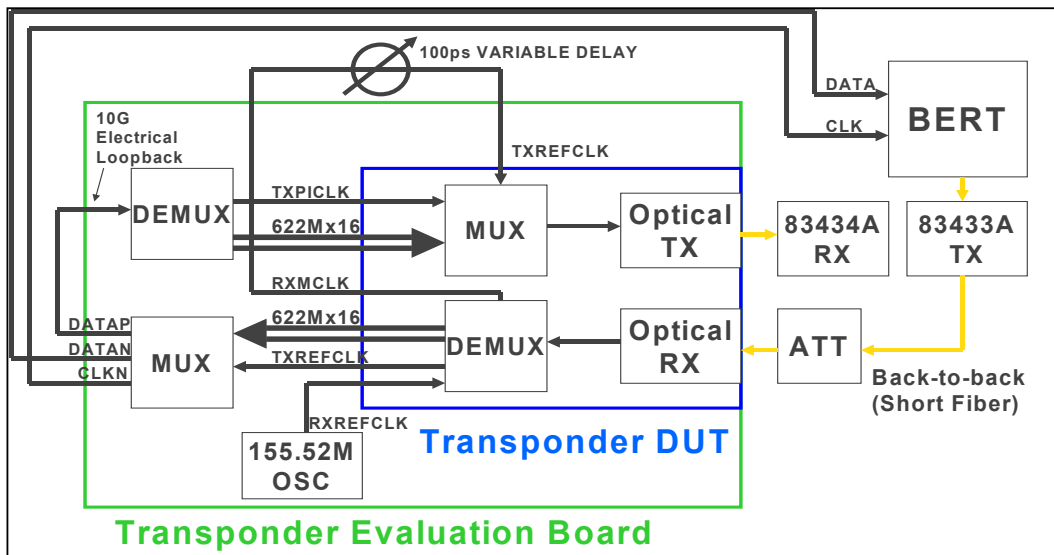 100ps VARIABLE DELAY
DATA
CLK
BERT
10G
Electrical
Loopback
TXREFCLK
TXPICLK
DEMUX
622Mx16
MUX
Optical
TX
83434A
RX
83433A
TX
RXMCLK
DATAP
DATAN
CLKN
MUX
622Mx16
TXREFCLK
DEMUX
Optical
RX
ATT
Back-to-back
(Short Fiber)
RXREFCLK
155.52M
OSC
Transponder DUT
Transponder Evaluation Board